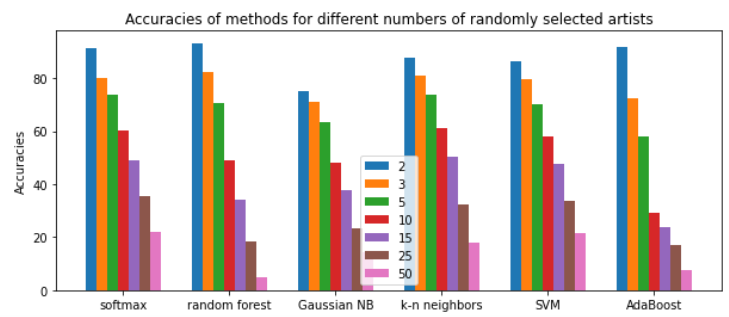 Accuracies of methods for different numbers of randomly selected artists
Accuracies
80
60
40
20
0
2
3
5
10
15
25
50
softmax
random forest
Gaussian NB
k-n neighbors
SVM
AdaBoost